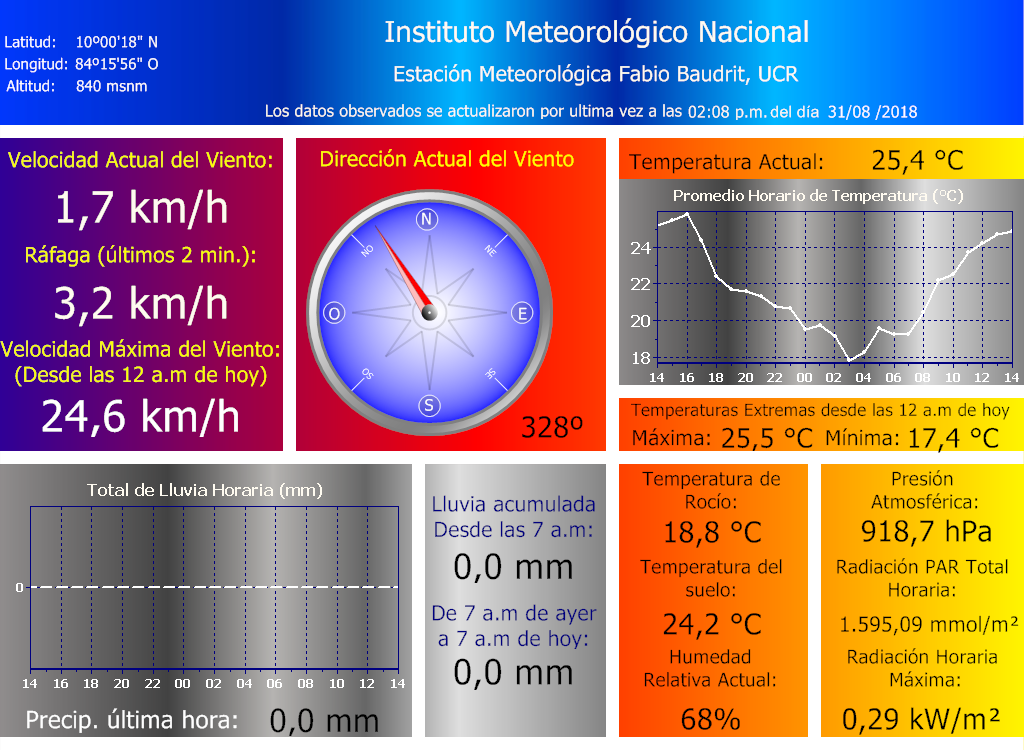 Instituto Meteorológico Nacional
Latitud: 10º00'18" N
Longitud: 84º15'56" O
Altitud: 840 msnm
Estación Meteorológica Fabio Baudrit, UCR
Los datos observados se actualizaron por ultima vez a las 02:08 p.m. del día 31/08 /2018
Velocidad Actual del Viento:
1,7 km/h
Ráfaga (últimos 2 min.):
3,2 km/h
Velocidad Máxima del Viento:
(Desde las 12 a.m de hoy)
24,6 km/h
Dirección Actual del Viento
N
NO NE
O E
SO SE
S
328º
Temperatura Actual: 25,4 °C
Promedio Horario de Temperatura (°C)
24
22
20
18
14 16 18 20 22 00 02 04 06 08 10 12 14
Temperaturas Extremas desde las 12 a.m de hoy
Máxima: 25,5 °C Mínima: 17,4 °C
Total de Lluvia Horaria (mm)
0
14 16 18 20 22 00 02 04 06 08 10 12 14
Precip. última hora: 0,0 mm
Lluvia acumulada
Desde las 7 a.m:
0,0 mm
De 7 a.m de ayer
a 7 a.m de hoy:
0,0 mm
Temperatura de
Rocío:
18,8 °C
Temperatura del
suelo:
24,2 °C
Humedad
Relativa Actual:
68%
Presión
Atmosférica:
918,7 hPa
Radiación PAR Total
Horaria:
1.595,09 mmol/m²
Radiación Horaria
Máxima:
0,29 kW/m²